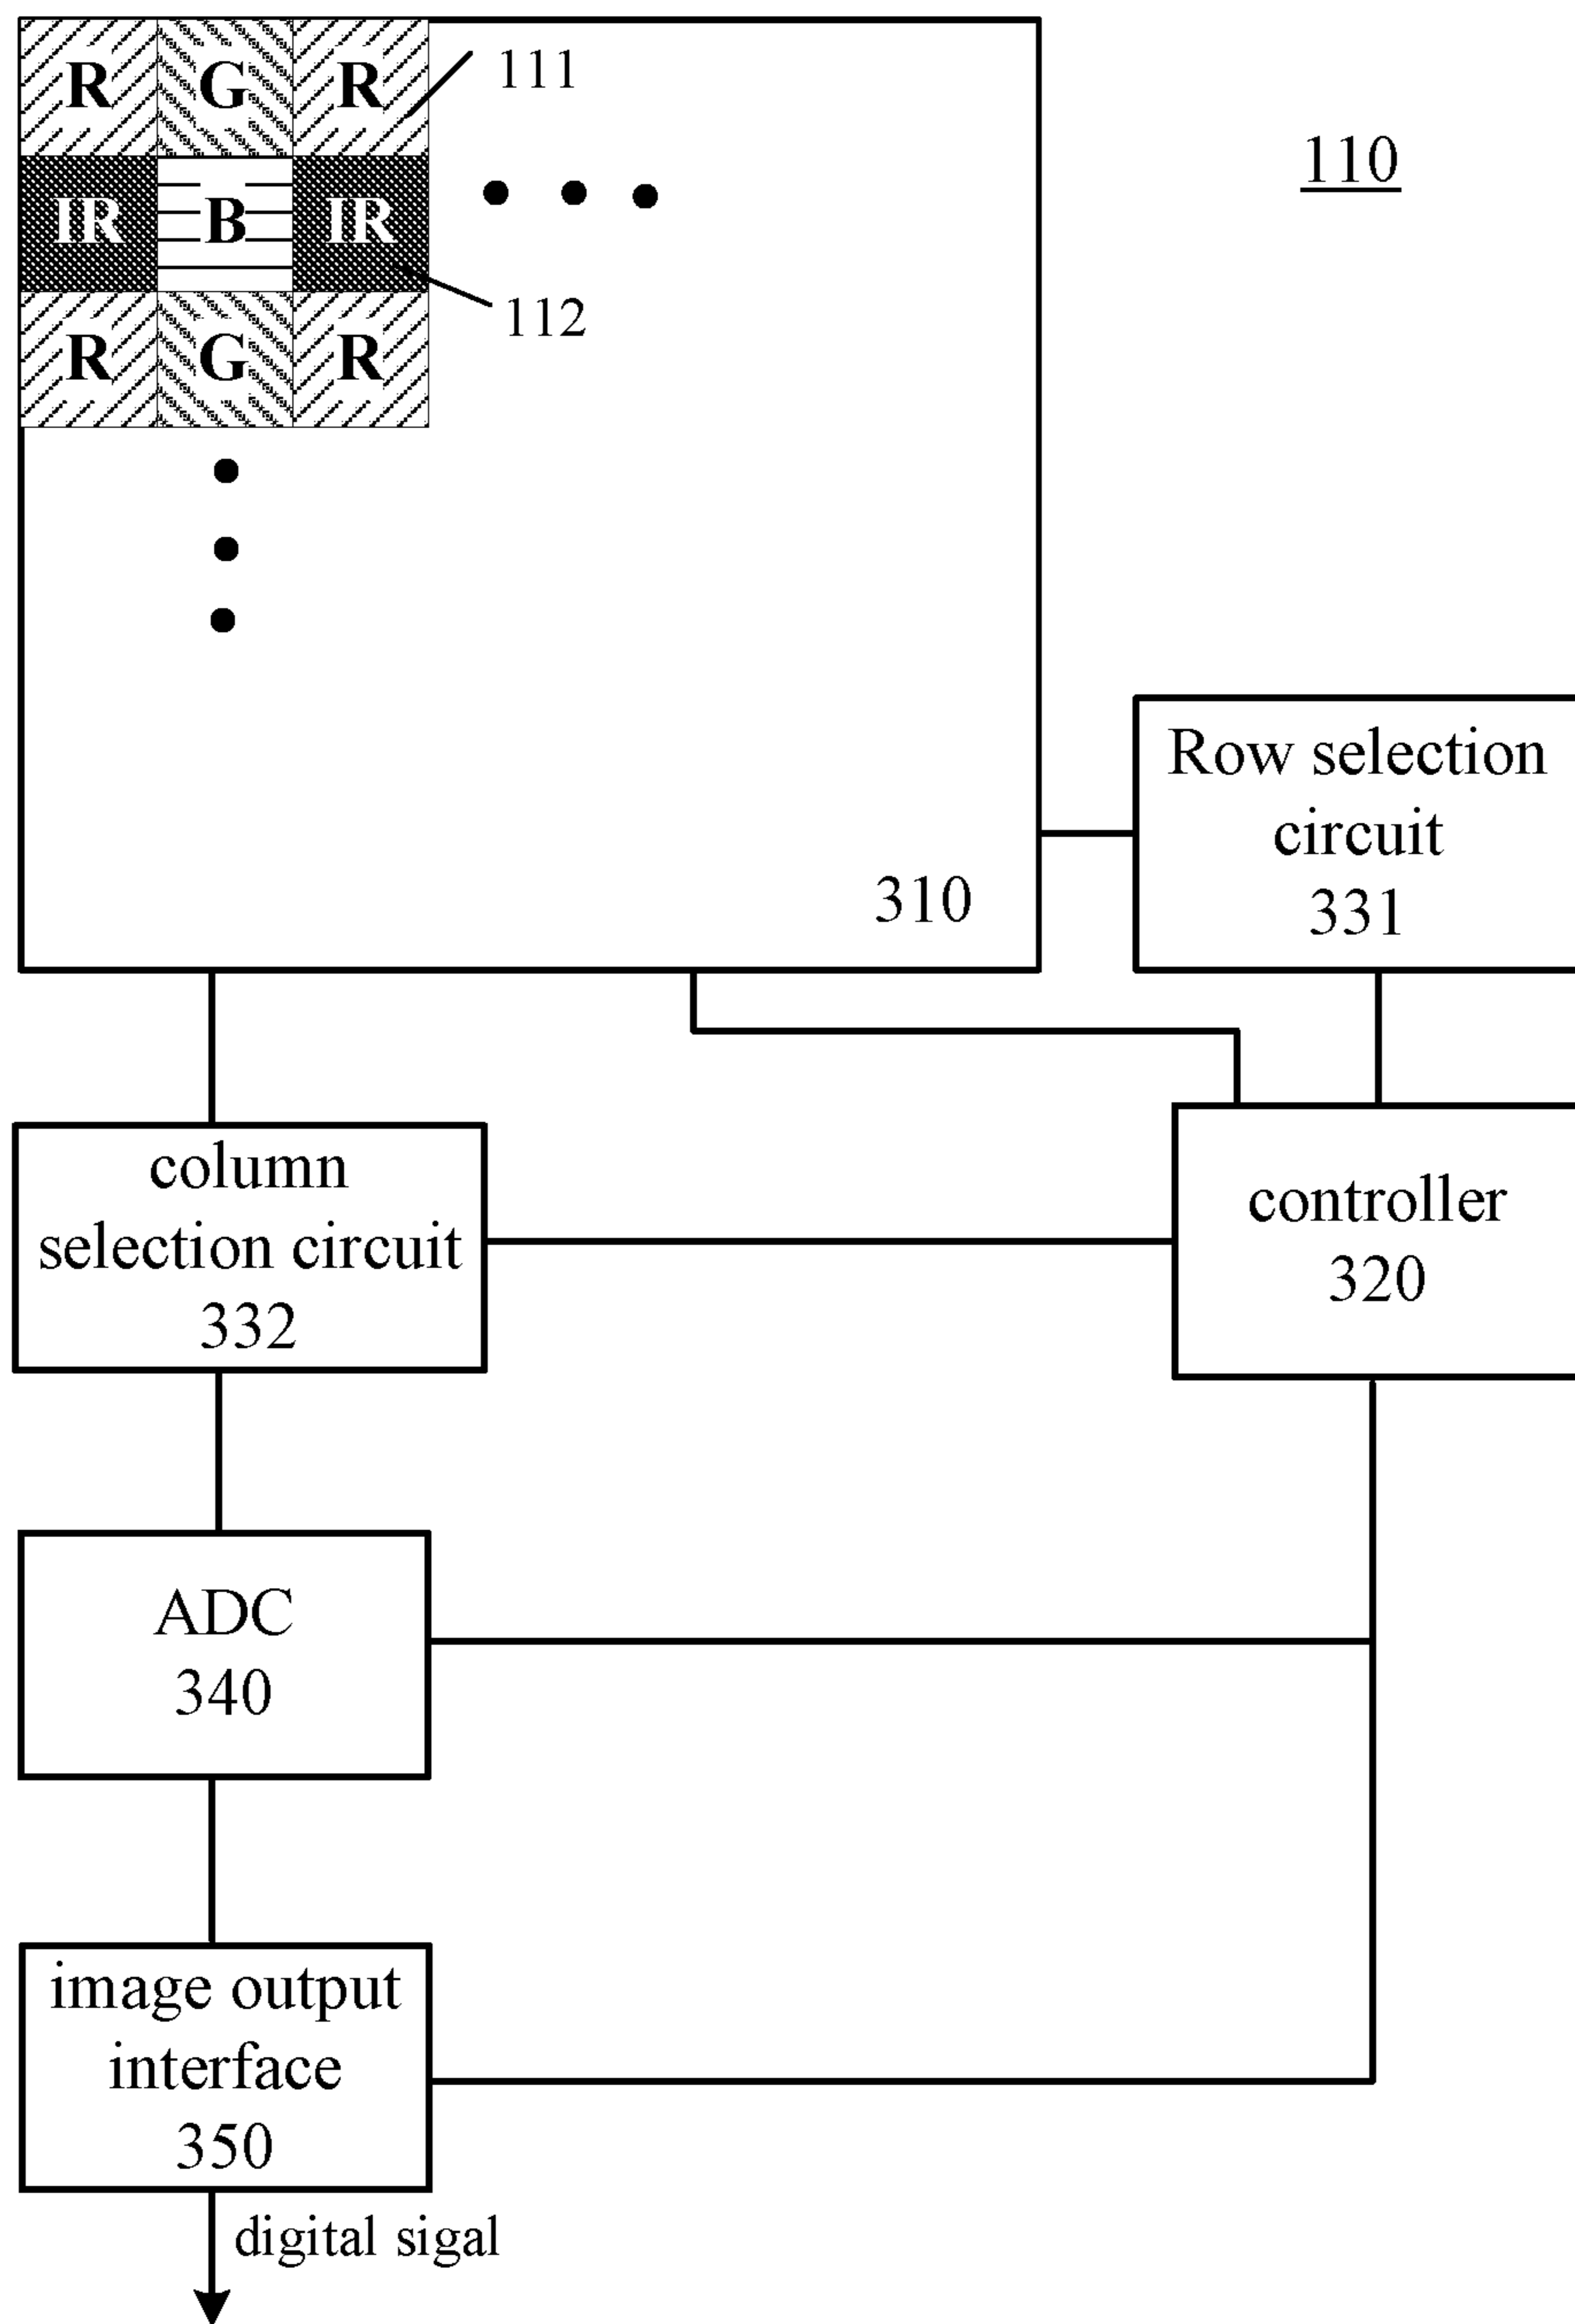 R G R
111
110
IR B IR
112
R G R
310
Row selection
circuit
331
column
selection circuit
332
controller
320
ADC
340
image output
interface
350
digital sigal